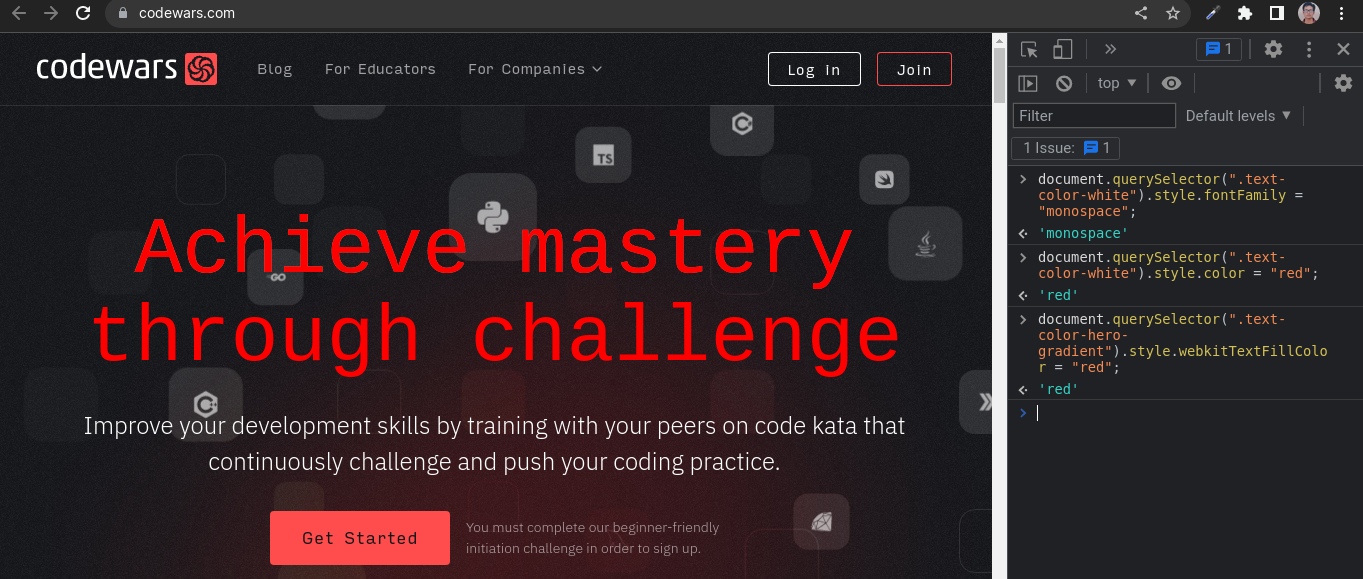 codewars.com
codewars
Blog
For Educators
For Companies
Log in
Join
TS
GO
Achieve mastery
through challenge
Improve your development skills by training with your peers on code kata that
continuously challenge and push your coding practice.
Get Started
You must complete our beginner-friendly
initiation challenge in order to sign up.
1
top
Filter
Default levels
1 Issue: 1
document.querySelector(".text-
color-white").style.fontFamily =
"monospace";
'monospace'
document.querySelector(".text-
color-white").style.color = "red";
'red'
document.querySelector(".text-
color-hero-
gradient").style.webkitTextFillColo
r = "red";
'red'